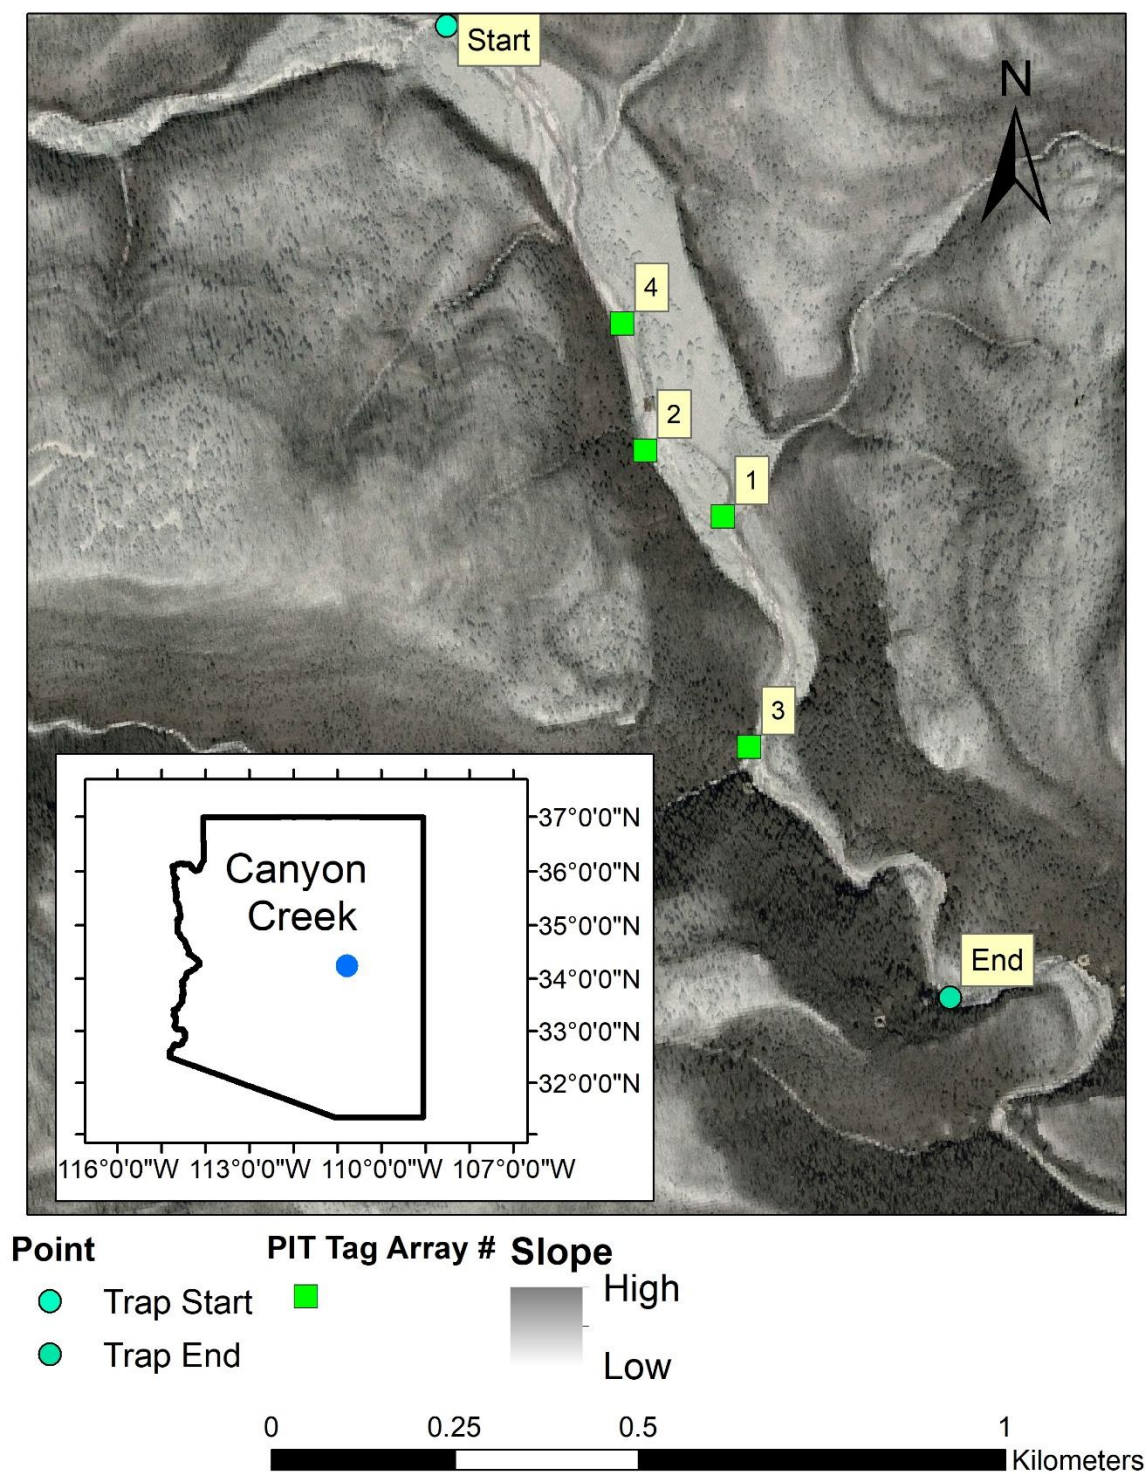 Start
N
4
2
1
3
End
Canyon
Creek
37°0'0"N
36°0'0"N
35°0'0"N
34°0'0"N
33°0'0"N
32°0'0"N
116°0'0"W 113°0'0"W 110°0'0"W 107°0'0"W
Point
Trap Start
Trap End
PIT Tag Array #
Slope
High
Low
0 0.25 0.5 1
Kilometers